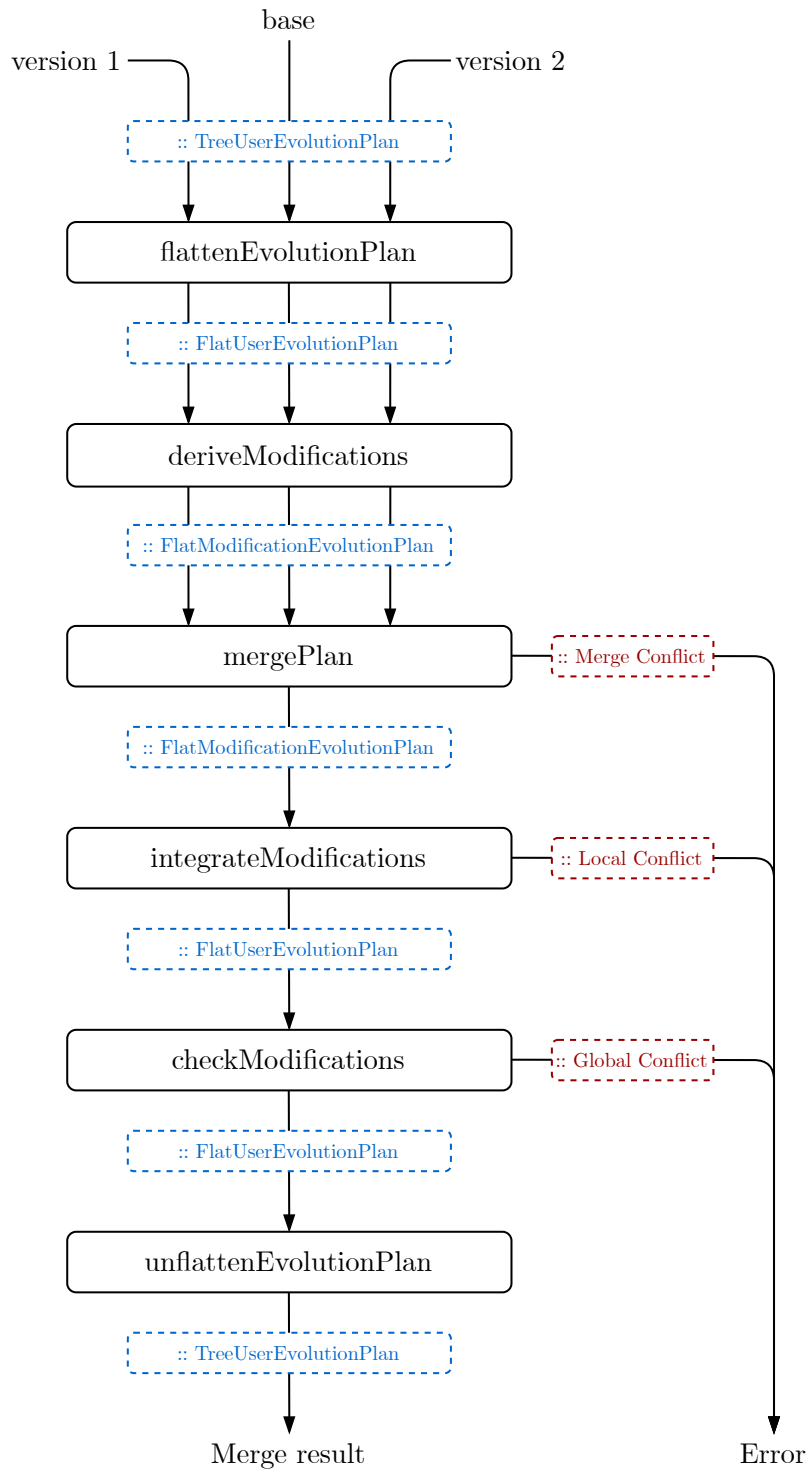 base
version 1
version 2
:: TreeUserEvolutionPlan
flattenEvolutionPlan
:: FlatUserEvolutionPlan
deriveModifications
:: FlatModificationEvolutionPlan
mergePlan
:: Merge Conflict
:: FlatModificationEvolutionPlan
integrateModifications
:: Local Conflict
:: FlatUserEvolutionPlan
checkModifications
:: Global Conflict
:: FlatUserEvolutionPlan
unflattenEvolutionPlan
:: TreeUserEvolutionPlan
Merge result
Error